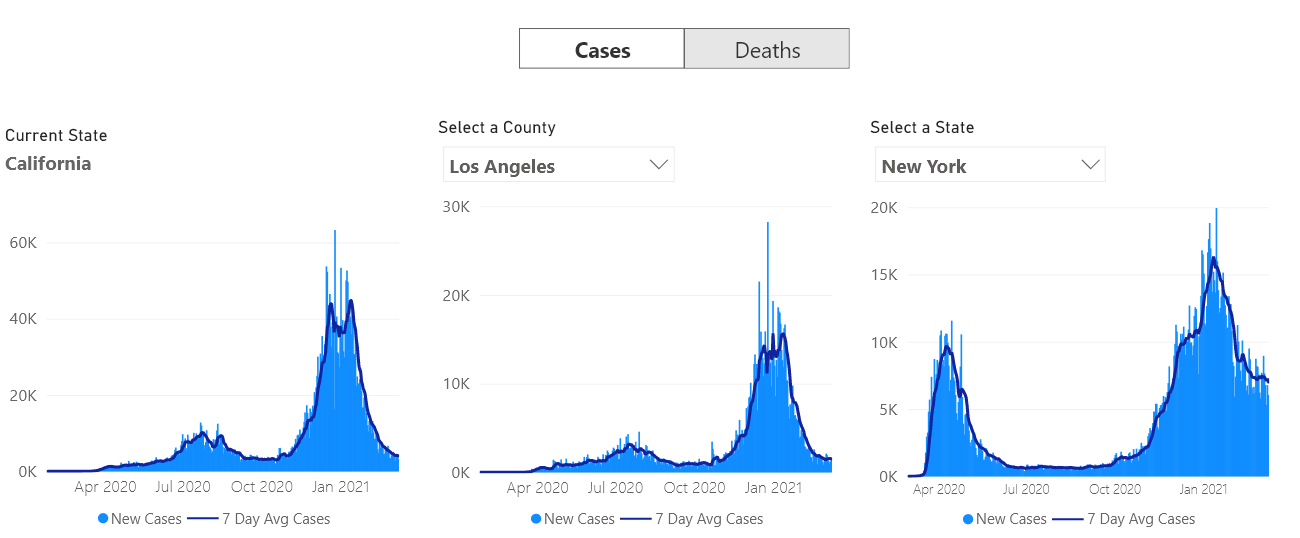 Cases Deaths
Current State
California
60K
40K
20K
0K
Apr 2020 Jul 2020 Oct 2020 Jan 2021
New Cases 7 Day Avg Cases
Select a County
Los Angeles
30K
20K
10K
0K
Apr 2020 Jul 2020 Oct 2020 Jan 2021
New Cases 7 Day Avg Cases
Select a State
New York
20K
15K
10K
5K
0K
Apr 2020 Jul 2020 Oct 2020 Jan 2021
New Cases 7 Day Avg Cases